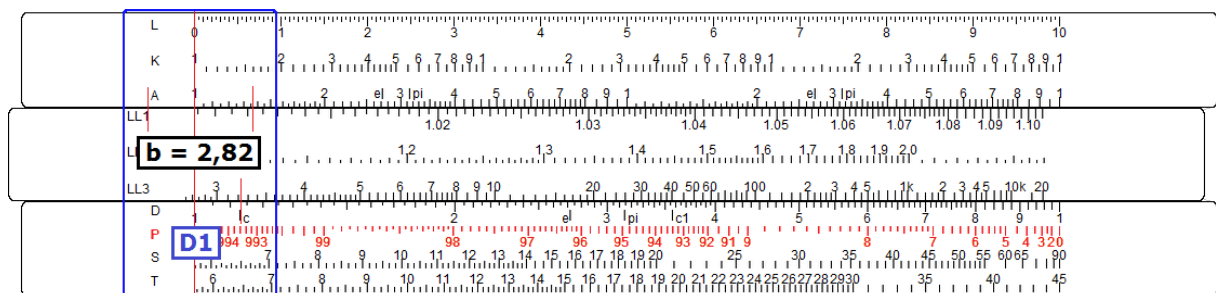 L 0 1 2 3 4 5 6 7 8 9 10
K 1 2 3 4 5 6 7 8 9 1 2 3 4 5 6 7 8 9 1 2 3 4 5 6 7 8 9 1
A 1 2 e 3 pi 4 5 6 7 8 9 1 2 e 3 pi 4 5 6 7 8 9 1
LL1 1.02 1.03 1.04 1.05 1.06 1.07 1.08 1.09 1.10
b = 2,82 1,2 1,3 1,4 1,5 1,6 1,7 1,8 1,9 2,0
LL3 3 4 5 6 7 8 9 10 20 30 40 50 60 100 2 3 4 5 1k 2 3 4 5 10k 20
D 1 c 2 e 3 pi c1 4 5 6 7 8 9 1
P D1 994 993 99 98 97 96 95 94 93 92 91 9 8 7 6 5 4 3 2 0
S 7 8 9 10 11 12 13 14 15 16 17 18 19 20 25 30 35 40 45 50 55 60 65 90
T 6 7 8 9 10 11 12 13 14 15 16 17 18 19 20 21 22 23 24 25 26 27 28 29 30 35 40 45